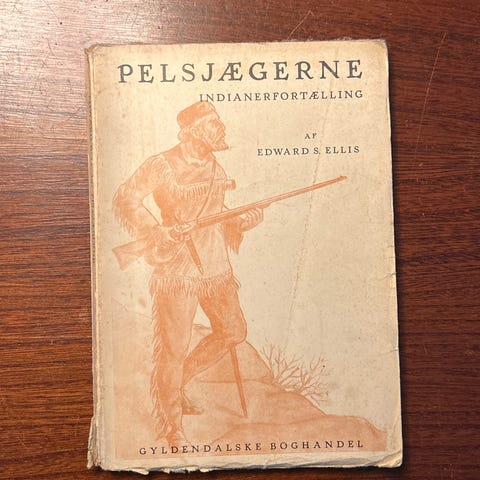 PELSJÆGERNE
INDIANERFORTÆLLING
AF
EDWARD S. ELLIS
GYLDENDALSKE BOGHANDEL